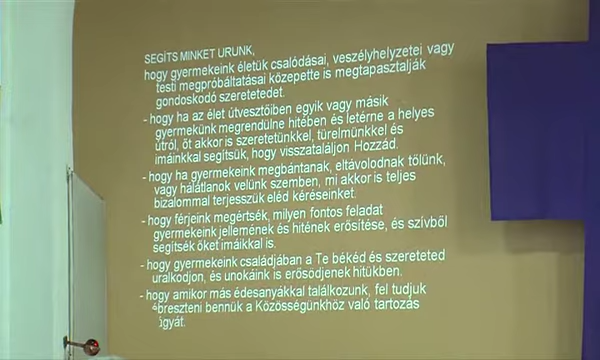 SEGÍTS MINKET URUNK,
hogy gyermekeink életük csalódásai, veszélyhelyzetei vagy
testi megpróbáltatásai közepette is megtapasztalják
gondoskodó szeretetedet.
- hogy ha az élet útvesztőiben egyik vagy másik
gyermekünk megrendülne hitében és letérne a helyes
útról, őt akkor is szeretetünkkel, türelmünkkel és
imáinkkal segítsük, hogy visszataláljon Hozzád.
- hogy ha gyermekeink megbántanak, eltávolodnak tőlünk,
vagy hálátlanok velünk szemben, mi akkor is teljes
bizalommal terjesszük eléd kéréseinket.
- hogy férjeink megértsék, milyen fontos feladat
gyermekeink jellemének és hitének erősítése, és szívből
segítsék őket imáikkal is.
- hogy gyermekeink családjában a Te békéd és szereteted
uralkodjon, és unokáink is erősödjenek hitükben.
- hogy amikor más édesanyákkal találkozunk, fel tudjuk
ébreszteni bennük a Közösségünkhöz való tartozás
ágyát.